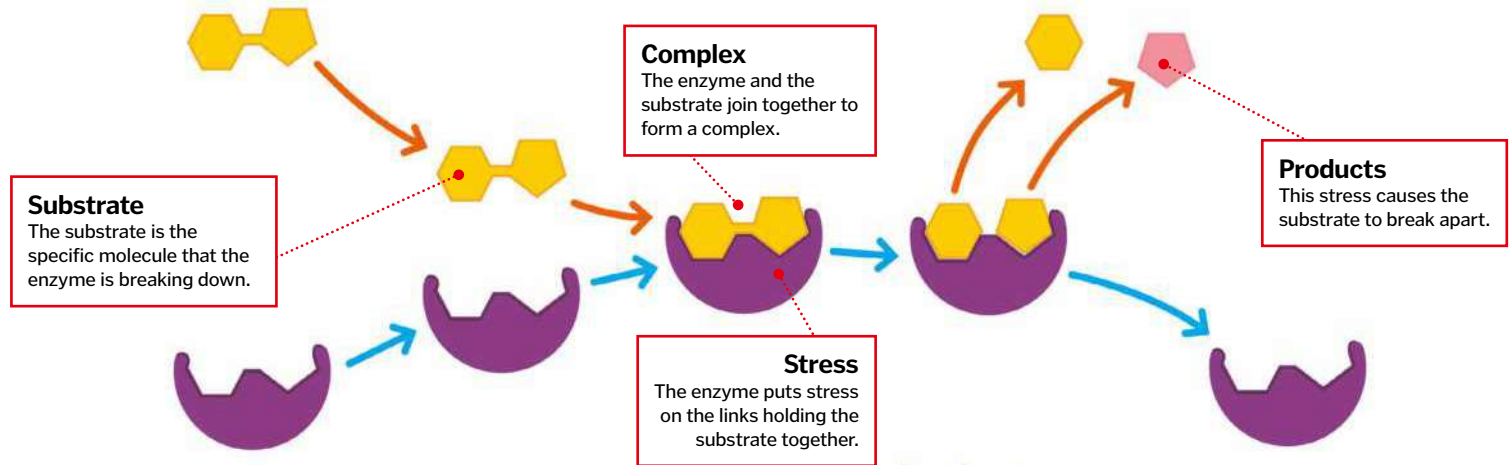 Substrate
The substrate is the
specific molecule that the
enzyme is breaking down.
Complex
The enzyme and the
substrate join together to
form a complex.
Stress
The enzyme puts stress
on the links holding the
substrate together.
Products
This stress causes the
substrate to break apart.